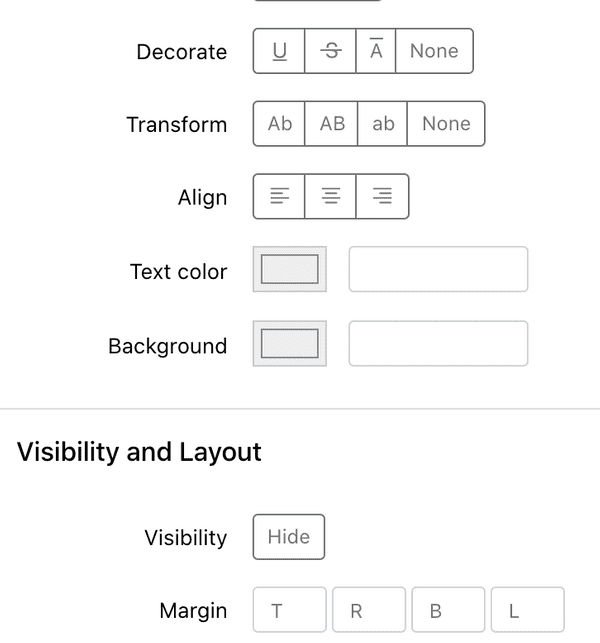 Decorate U S A None
Transform Ab AB ab None
Align
Text color
Background
Visibility and Layout
Visibility Hide
Margin T R B L